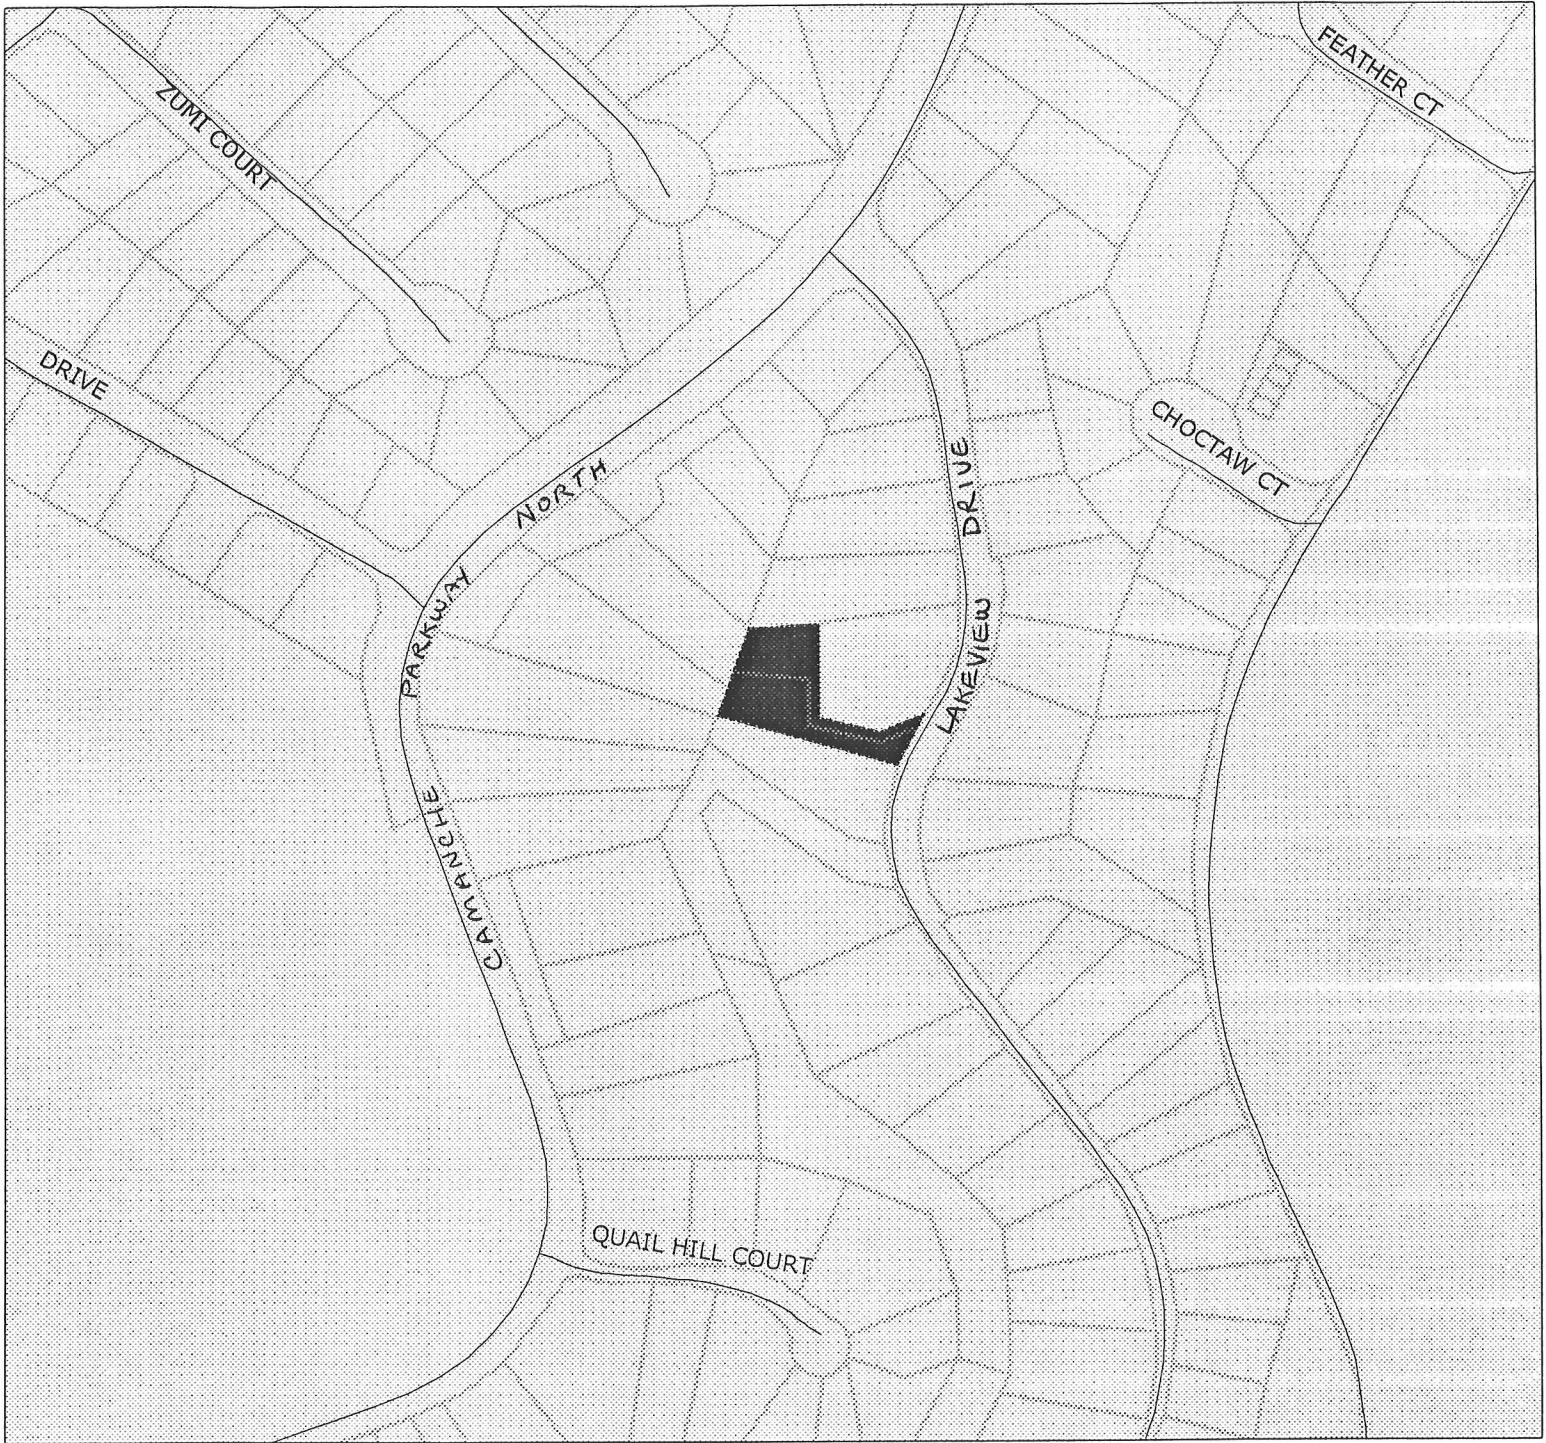 FEATHER CT
ZUMI COURT
DRIVE
CHOCTAW CT
NORTH
DRIVE
PARKWAY
LAKEVIEW
CAMANCHE
QUAIL HILL COURT